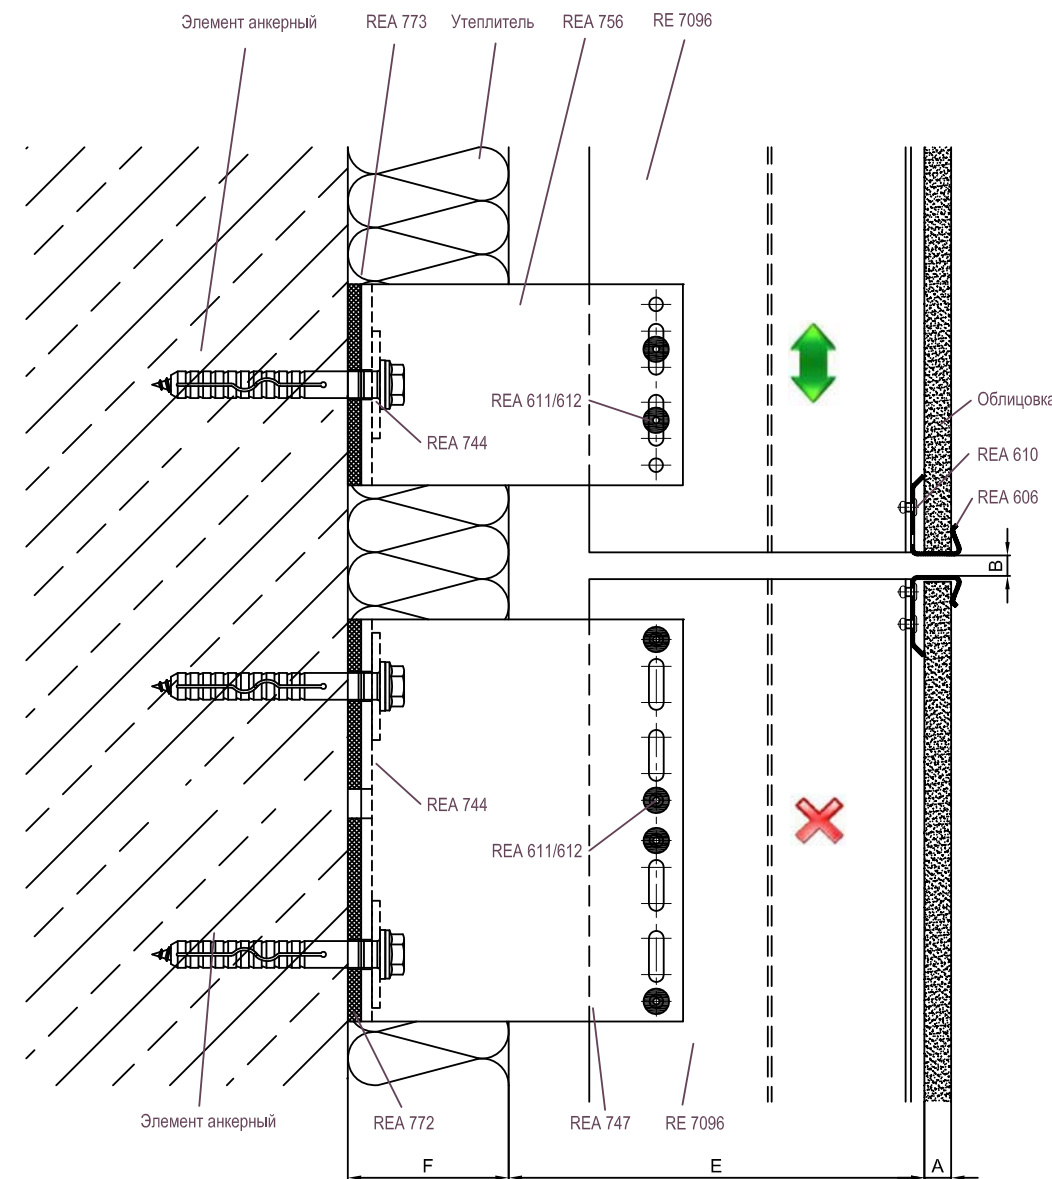 Элемент анкерный
REA 773
Утеплитель
REA 756
RE 7096
REA 611/612
REA 744
Облицовка
REA 610
REA 606
B
REA 744
REA 611/612
Элемент анкерный
REA 772
REA 747
RE 7096
F
E
A